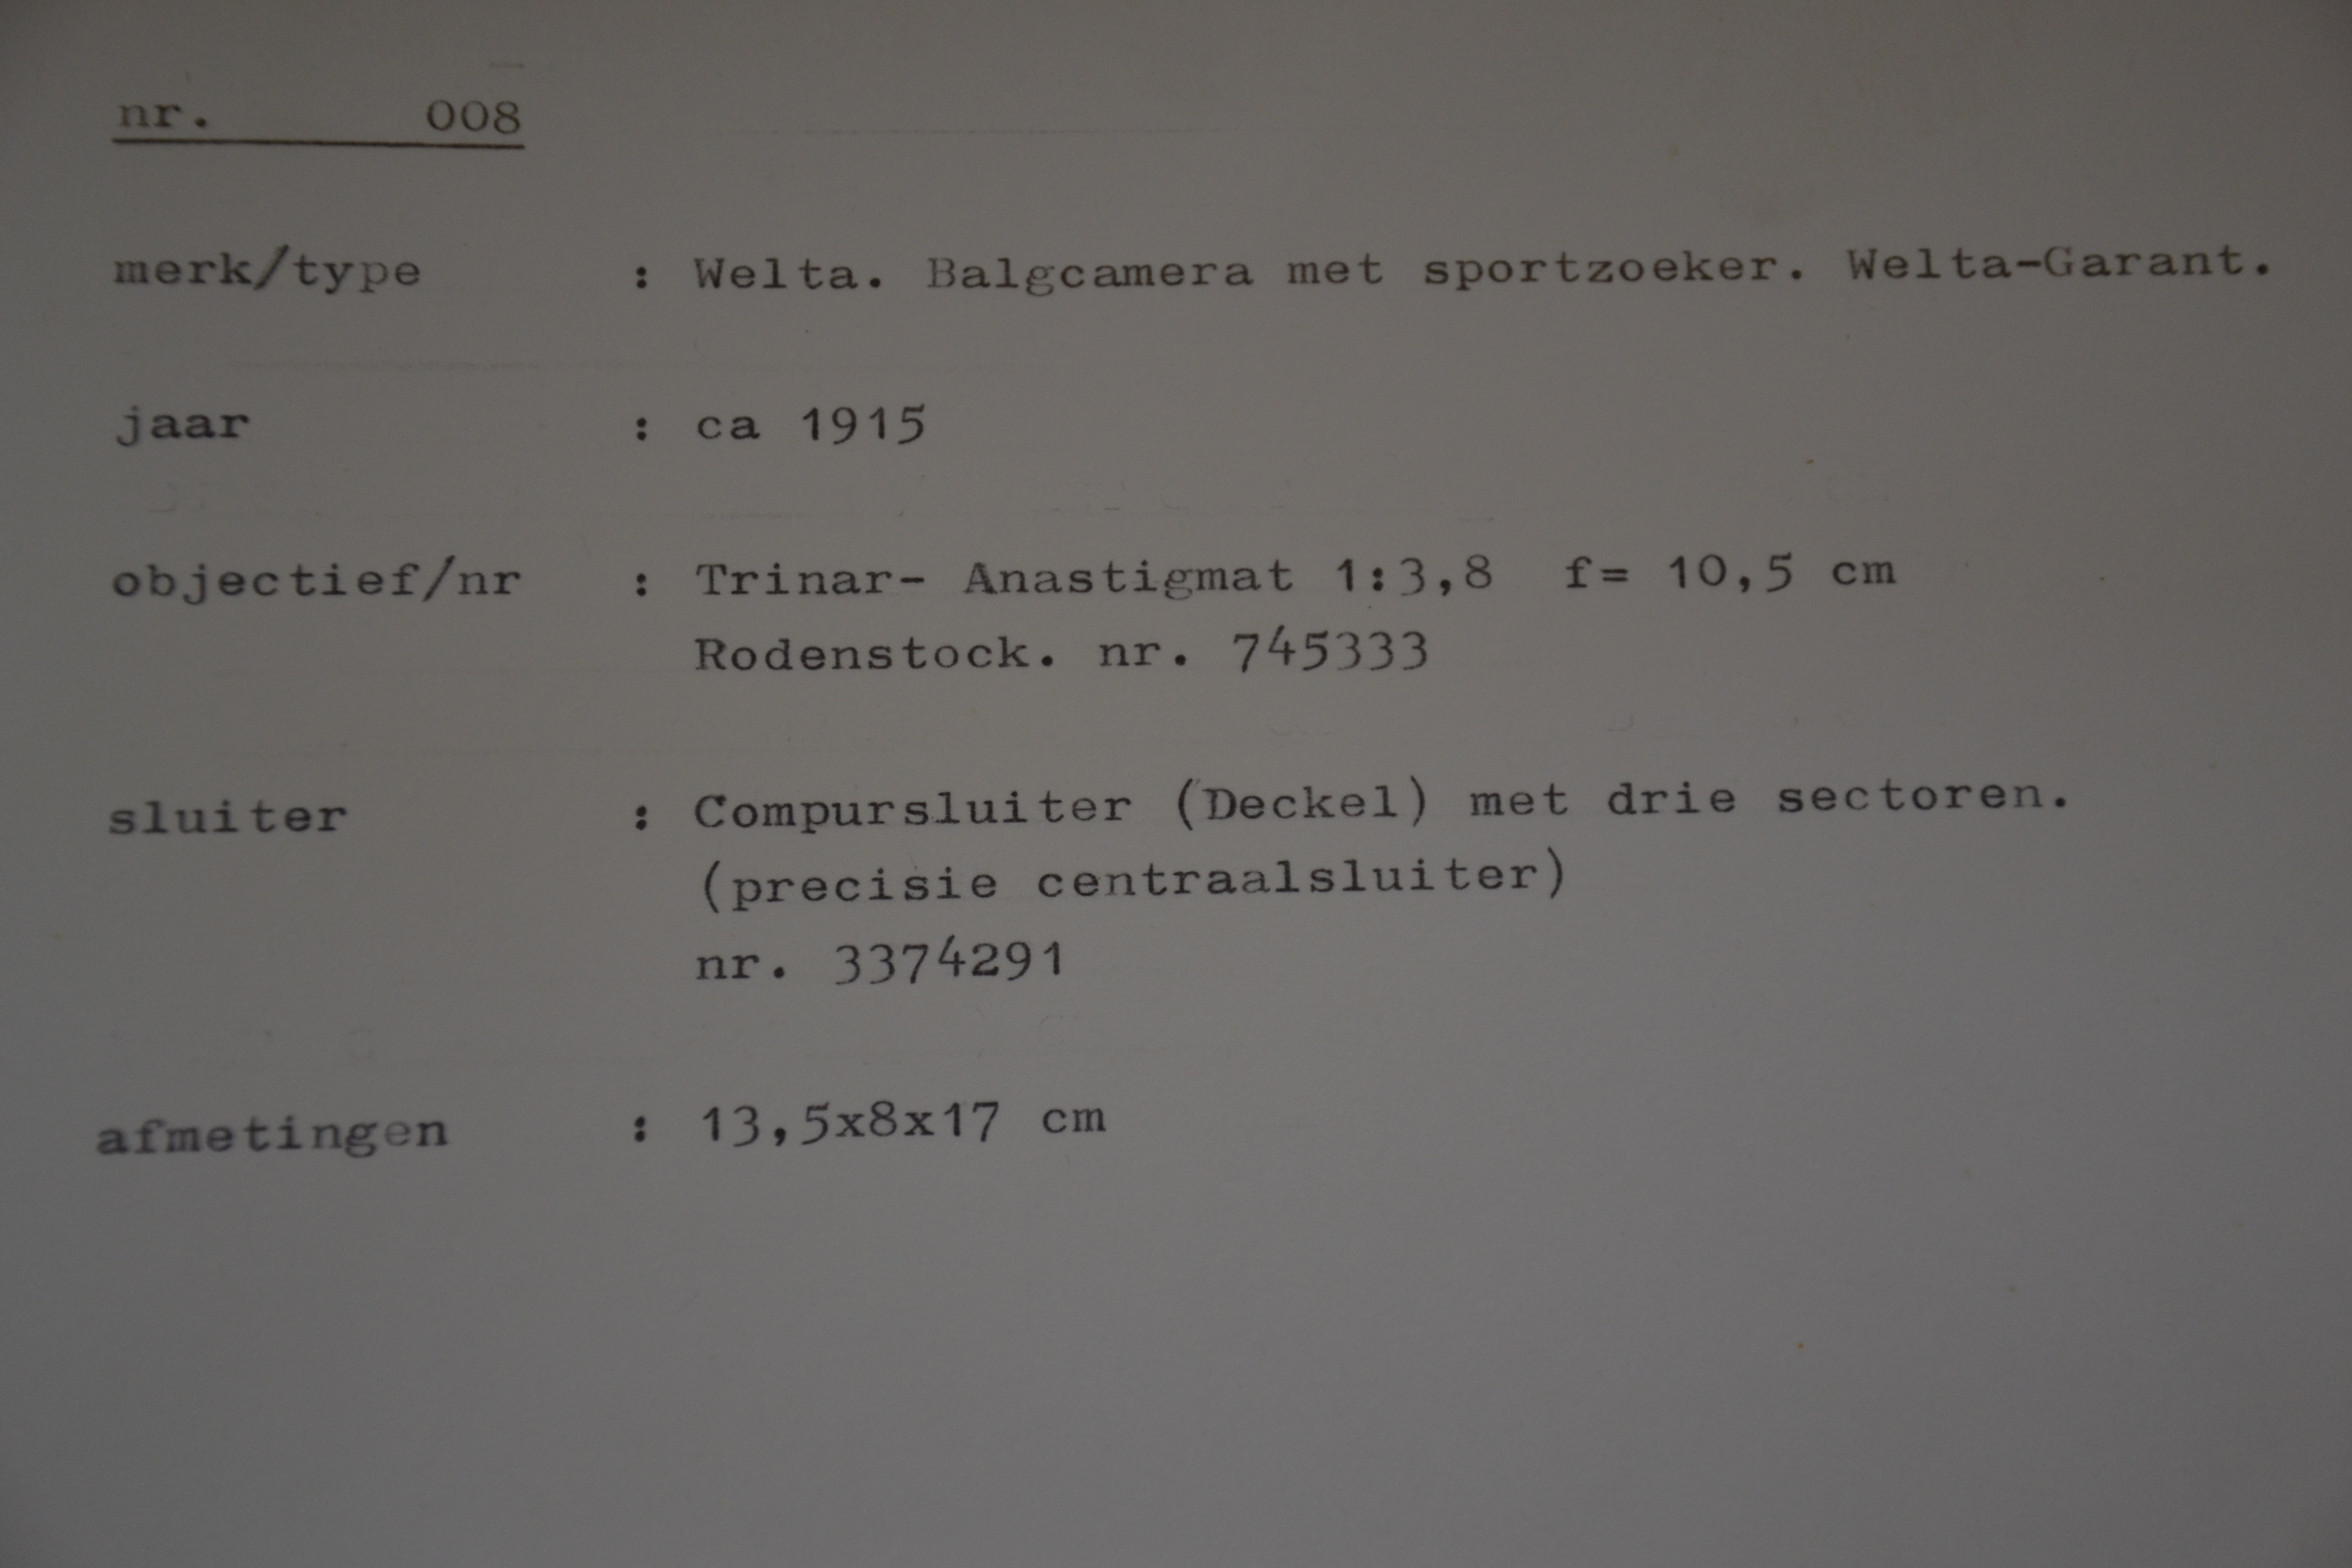 nr. 008
merk/type : Welta. Balgcamera met sportzoeker. Welta-Garant.
jaar : ca 1915
objectief/nr : Trinar- Anastigmat 1:3,8 f= 10,5 cm
Rodenstock. nr. 745333
sluiter : Compursluiter (Deckel) met drie sectoren.
(precisie centraalsluiter)
nr. 3374291
afmetingen : 13,5x8x17 cm